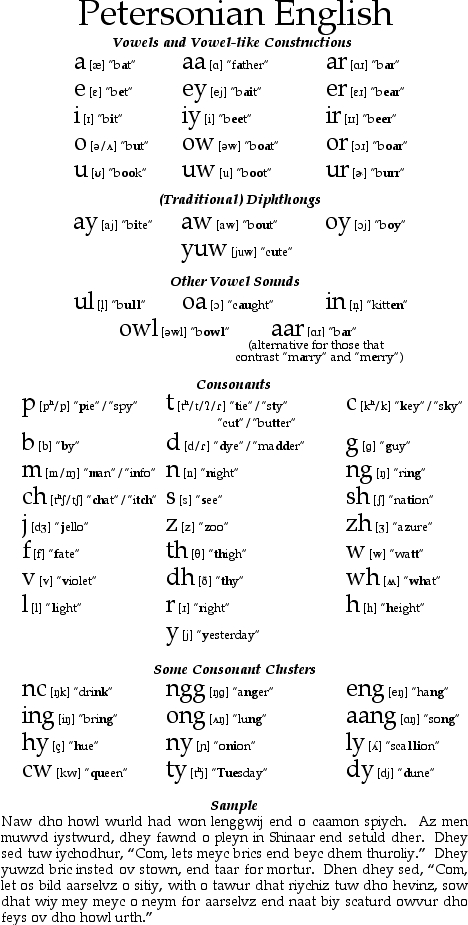 Petersonian English
Vowels and Vowel-like Constructions
a [æ] "bat" aa [ɑ] "father" ar [ɑɹ] "bar"
e [ɛ] "bet" ey [ej] "bait" er [ɛɹ] "bear"
i [ɪ] "bit" iy [i] "beet" ir [ɪɹ] "beer"
o [ə/ʌ] "but" ow [əw] "boat" or [ɔɹ] "boar"
u [ʊ] "book" uw [u] "boot" ur [ɚ] "burr"
(Traditional) Diphthongs
ay [aj] "bite" aw [aw] "bout" oy [ɔj] "boy"
yuw [juw] "cute"
Other Vowel Sounds
ul [l̩] "bull" oa [ɔ] "caught" in [n̩] "kitten"
owl [əwl] "bowl" aar [ɑɹ] "bar"
(alternative for those that
contrast "marry" and "merry")
Consonants
p [pʰ/p] "pie"/"spy" t [tʰ/t/ʔ/ɾ] "tie"/"sty" c [kʰ/k] "key"/"sky"
"cut"/"butter"
b [b] "by" d [d/ɾ] "dye"/"madder" g [g] "guy"
m [m/ɱ] "man"/"info" n [n] "night" ng [ŋ] "ring"
ch [tʰʃ/tʃ] "chat"/"itch" s [s] "see" sh [ʃ] "nation"
j [dʒ] "jello" z [z] "zoo" zh [ʒ] "azure"
f [f] "fate" th [θ] "thigh" w [w] "watt"
v [v] "violet" dh [ð] "thy" wh [ʍ] "what"
l [l] "light" r [ɹ] "right" h [h] "height"
y [j] "yesterday"
Some Consonant Clusters
nc [ŋk] "drink" ngg [ŋg] "anger" eng [eŋ] "hang"
ing [iŋ] "bring" ong [ʌŋ] "lung" aang [ɑŋ] "song"
hy [ç] "hue" ny [ɲ] "onion" ly [ʎ] "scallion"
cw [kw] "queen" ty [tʰj] "Tuesday" dy [dj] "dune"
Sample
Naw dho howl wurld had won lenggwij end o caamon spiych. Az men
muwvd iystwurd, dhey fawnd o pleyn in Shinaar end setuld dher. Dhey
sed tuw iychodhur, "Com, lets meyc brics end beyc dhem thuroliy." Dhey
yuwzd bric insted ov stown, end taar for mortur. Dhen dhey sed, "Com,
let os bild aarselvz o sitiy, with o tawur dhat riychiz tuw dho hevinz, sow
dhat wiy mey meyc o neym for aarselvz end naat biy scaturd owvur dho
feys ov dho howl urth."